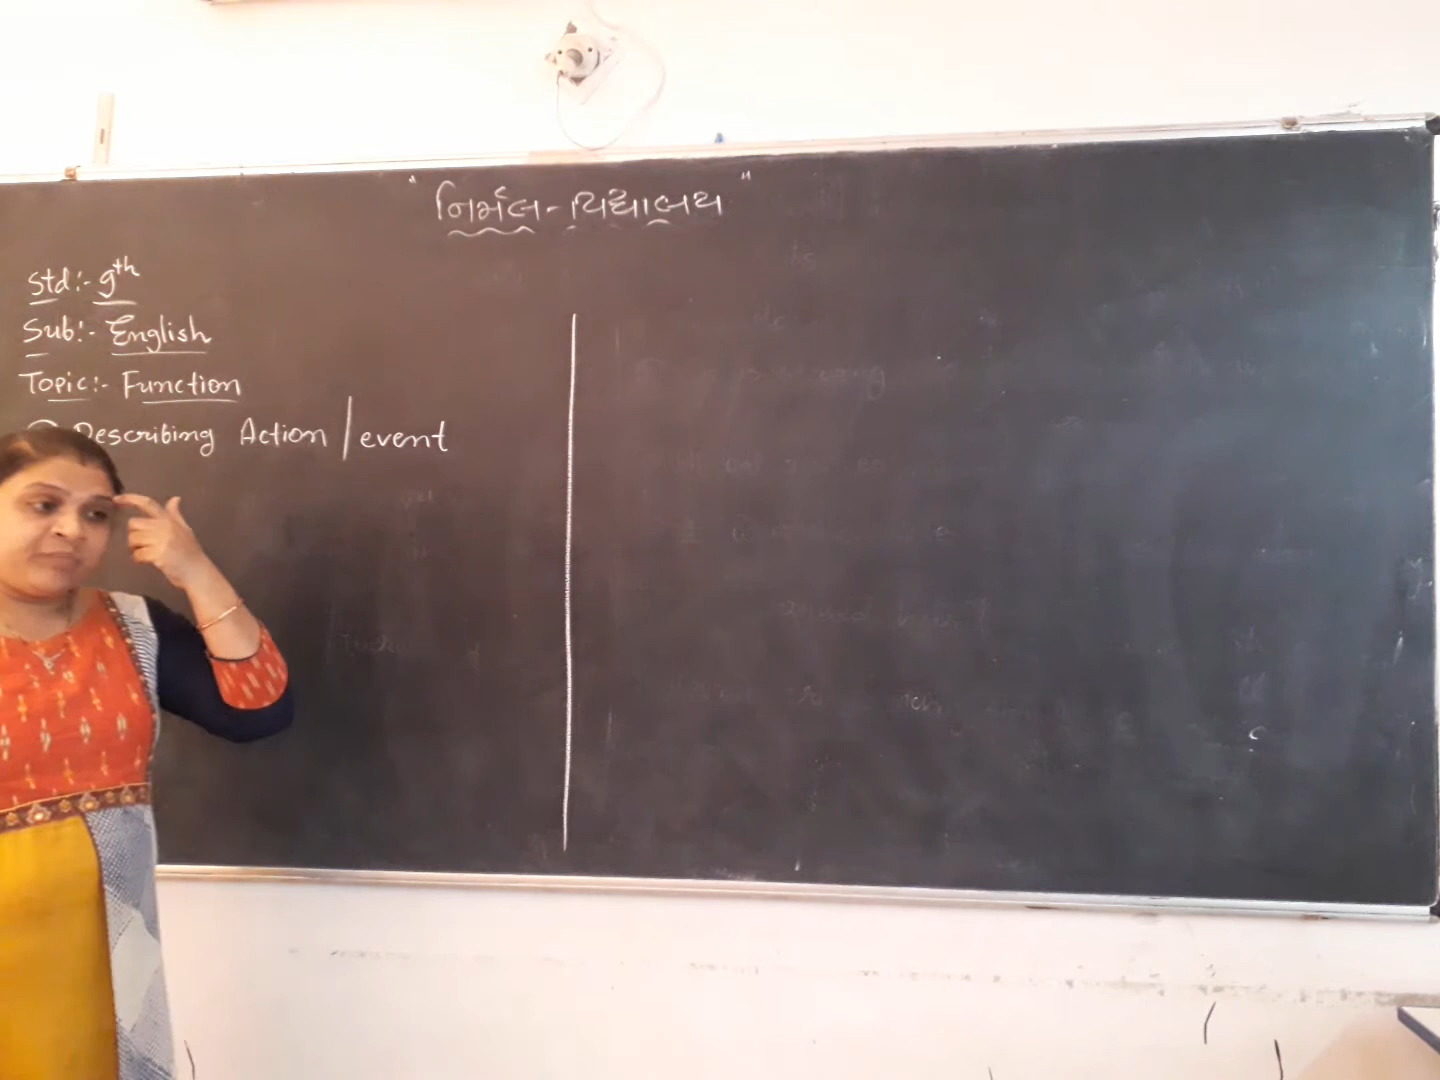 "નિર્મલ - વિદ્યાલય"
Std:- 9th
Sub:- English
Topic:- Function
Describing Action / event